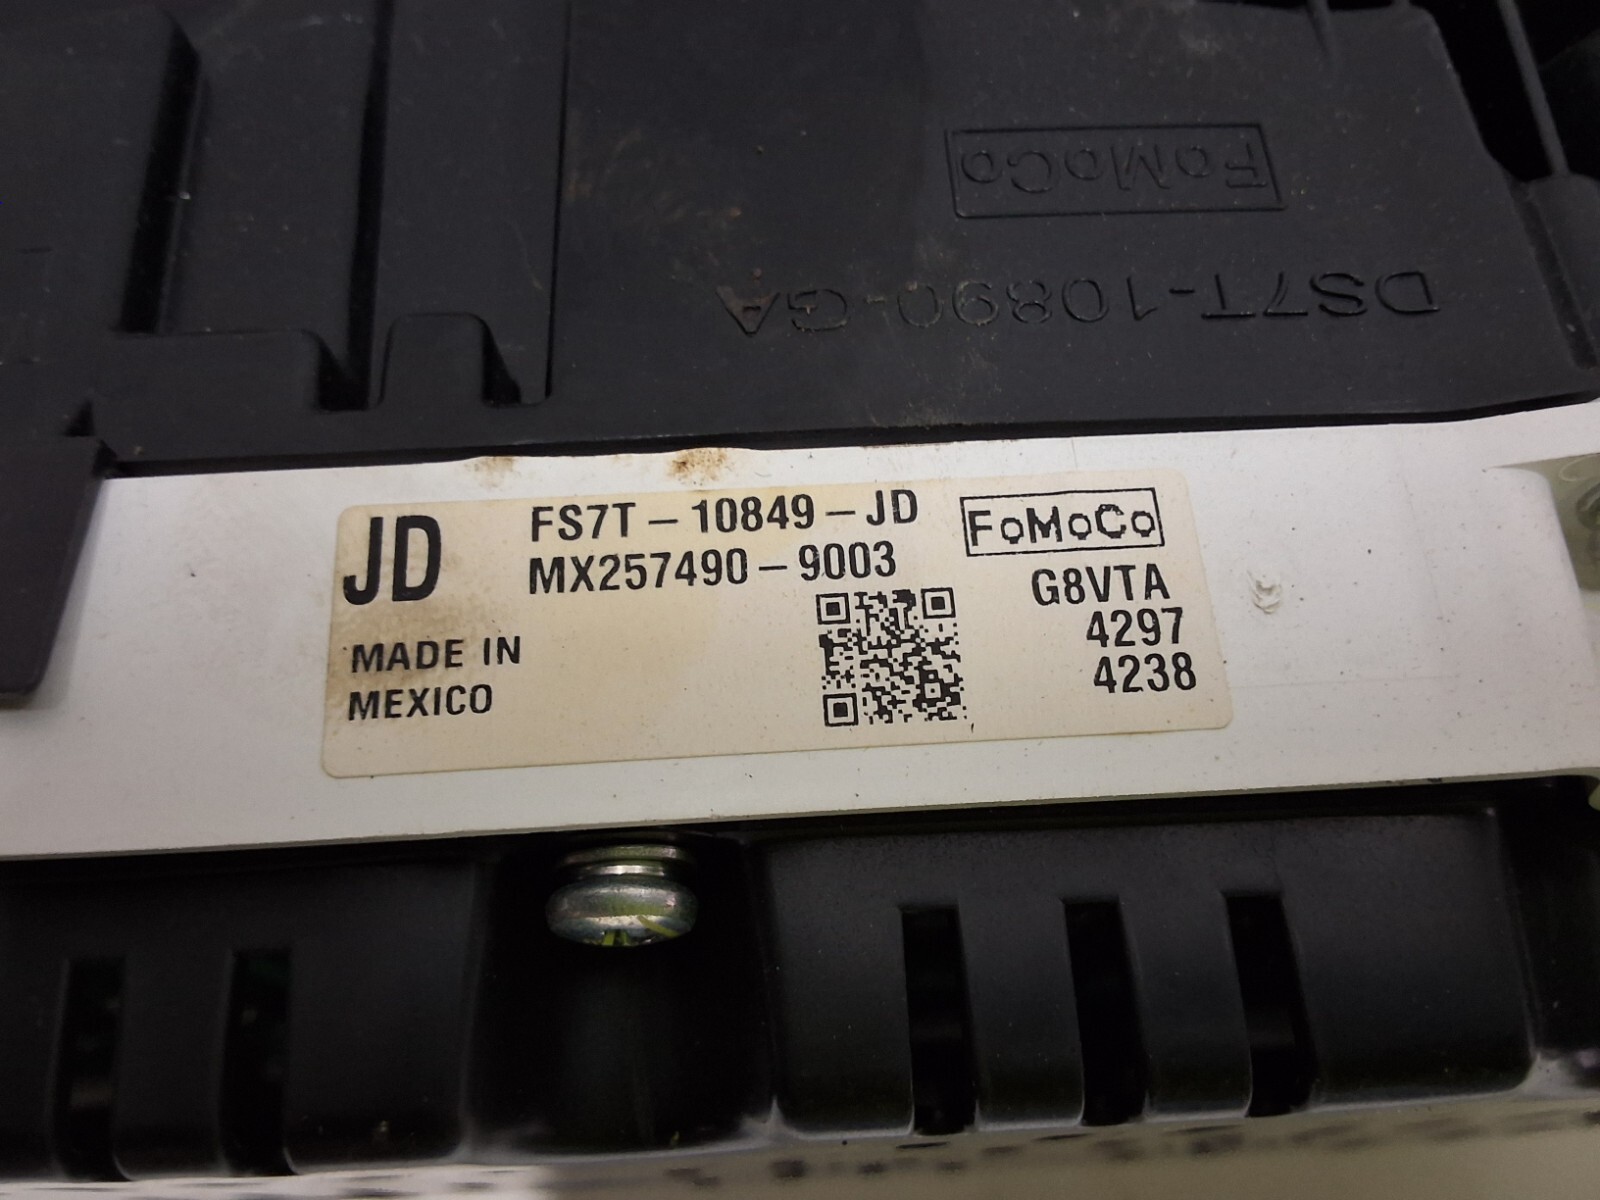 FoMoCo
DS7T-10890-GA
JD
FS7T-10849-JD
MX257490-9003
FoMoCo
G8VTA
4297
4238
MADE IN
MEXICO